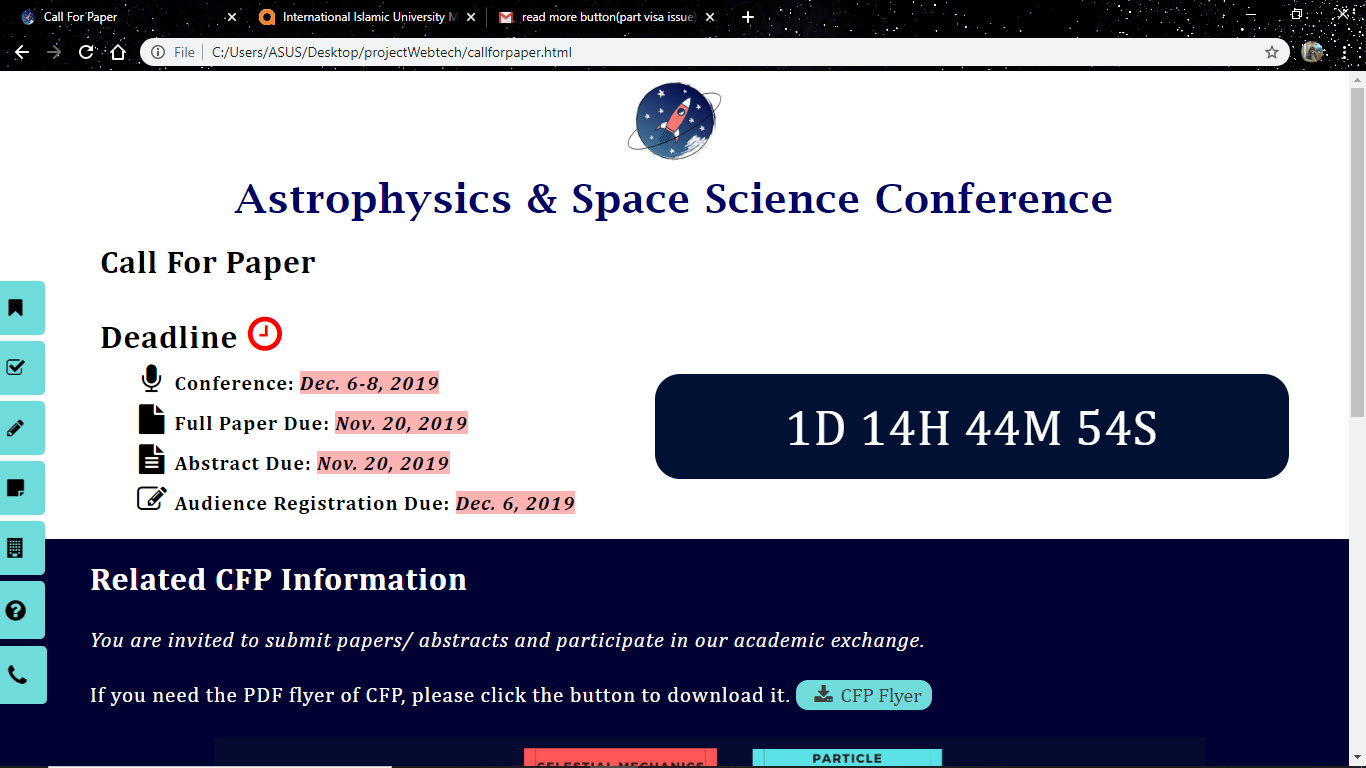 Call For Paper
International Islamic University M
read more button(part visa issue)
File
C:/Users/ASUS/Desktop/projectWebtech/callforpaper.html
Astrophysics & Space Science Conference
Call For Paper
Deadline
Conference: Dec. 6-8, 2019
Full Paper Due: Nov. 20, 2019
Abstract Due: Nov. 20, 2019
Audience Registration Due: Dec. 6, 2019
1D 14H 44M 54S
Related CFP Information
You are invited to submit papers/ abstracts and participate in our academic exchange.
If you need the PDF flyer of CFP, please click the button to download it.
CFP Flyer
CELESTIAL MECHANICS
PARTICLE